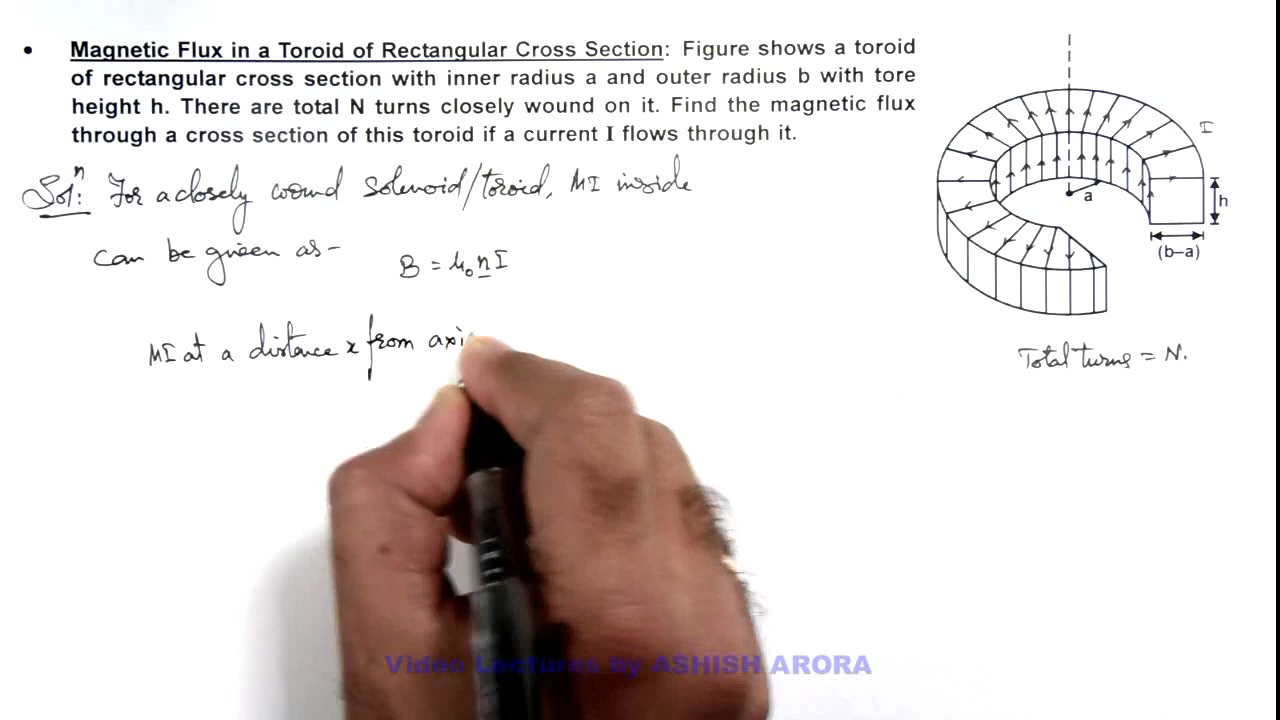 • Magnetic Flux in a Toroid of Rectangular Cross Section: Figure shows a toroid
of rectangular cross section with inner radius a and outer radius b with tore
height h. There are total N turns closely wound on it. Find the magnetic flux
through a cross section of this toroid if a current I flows through it.
Solⁿ: For a closely wound solenoid/toroid, MI inside
can be given as-
B = μ₀nI
MI at a distance x from axi
I
a
h
(b–a)
Total turns = N.
Video Lectures by ASHISH ARORA